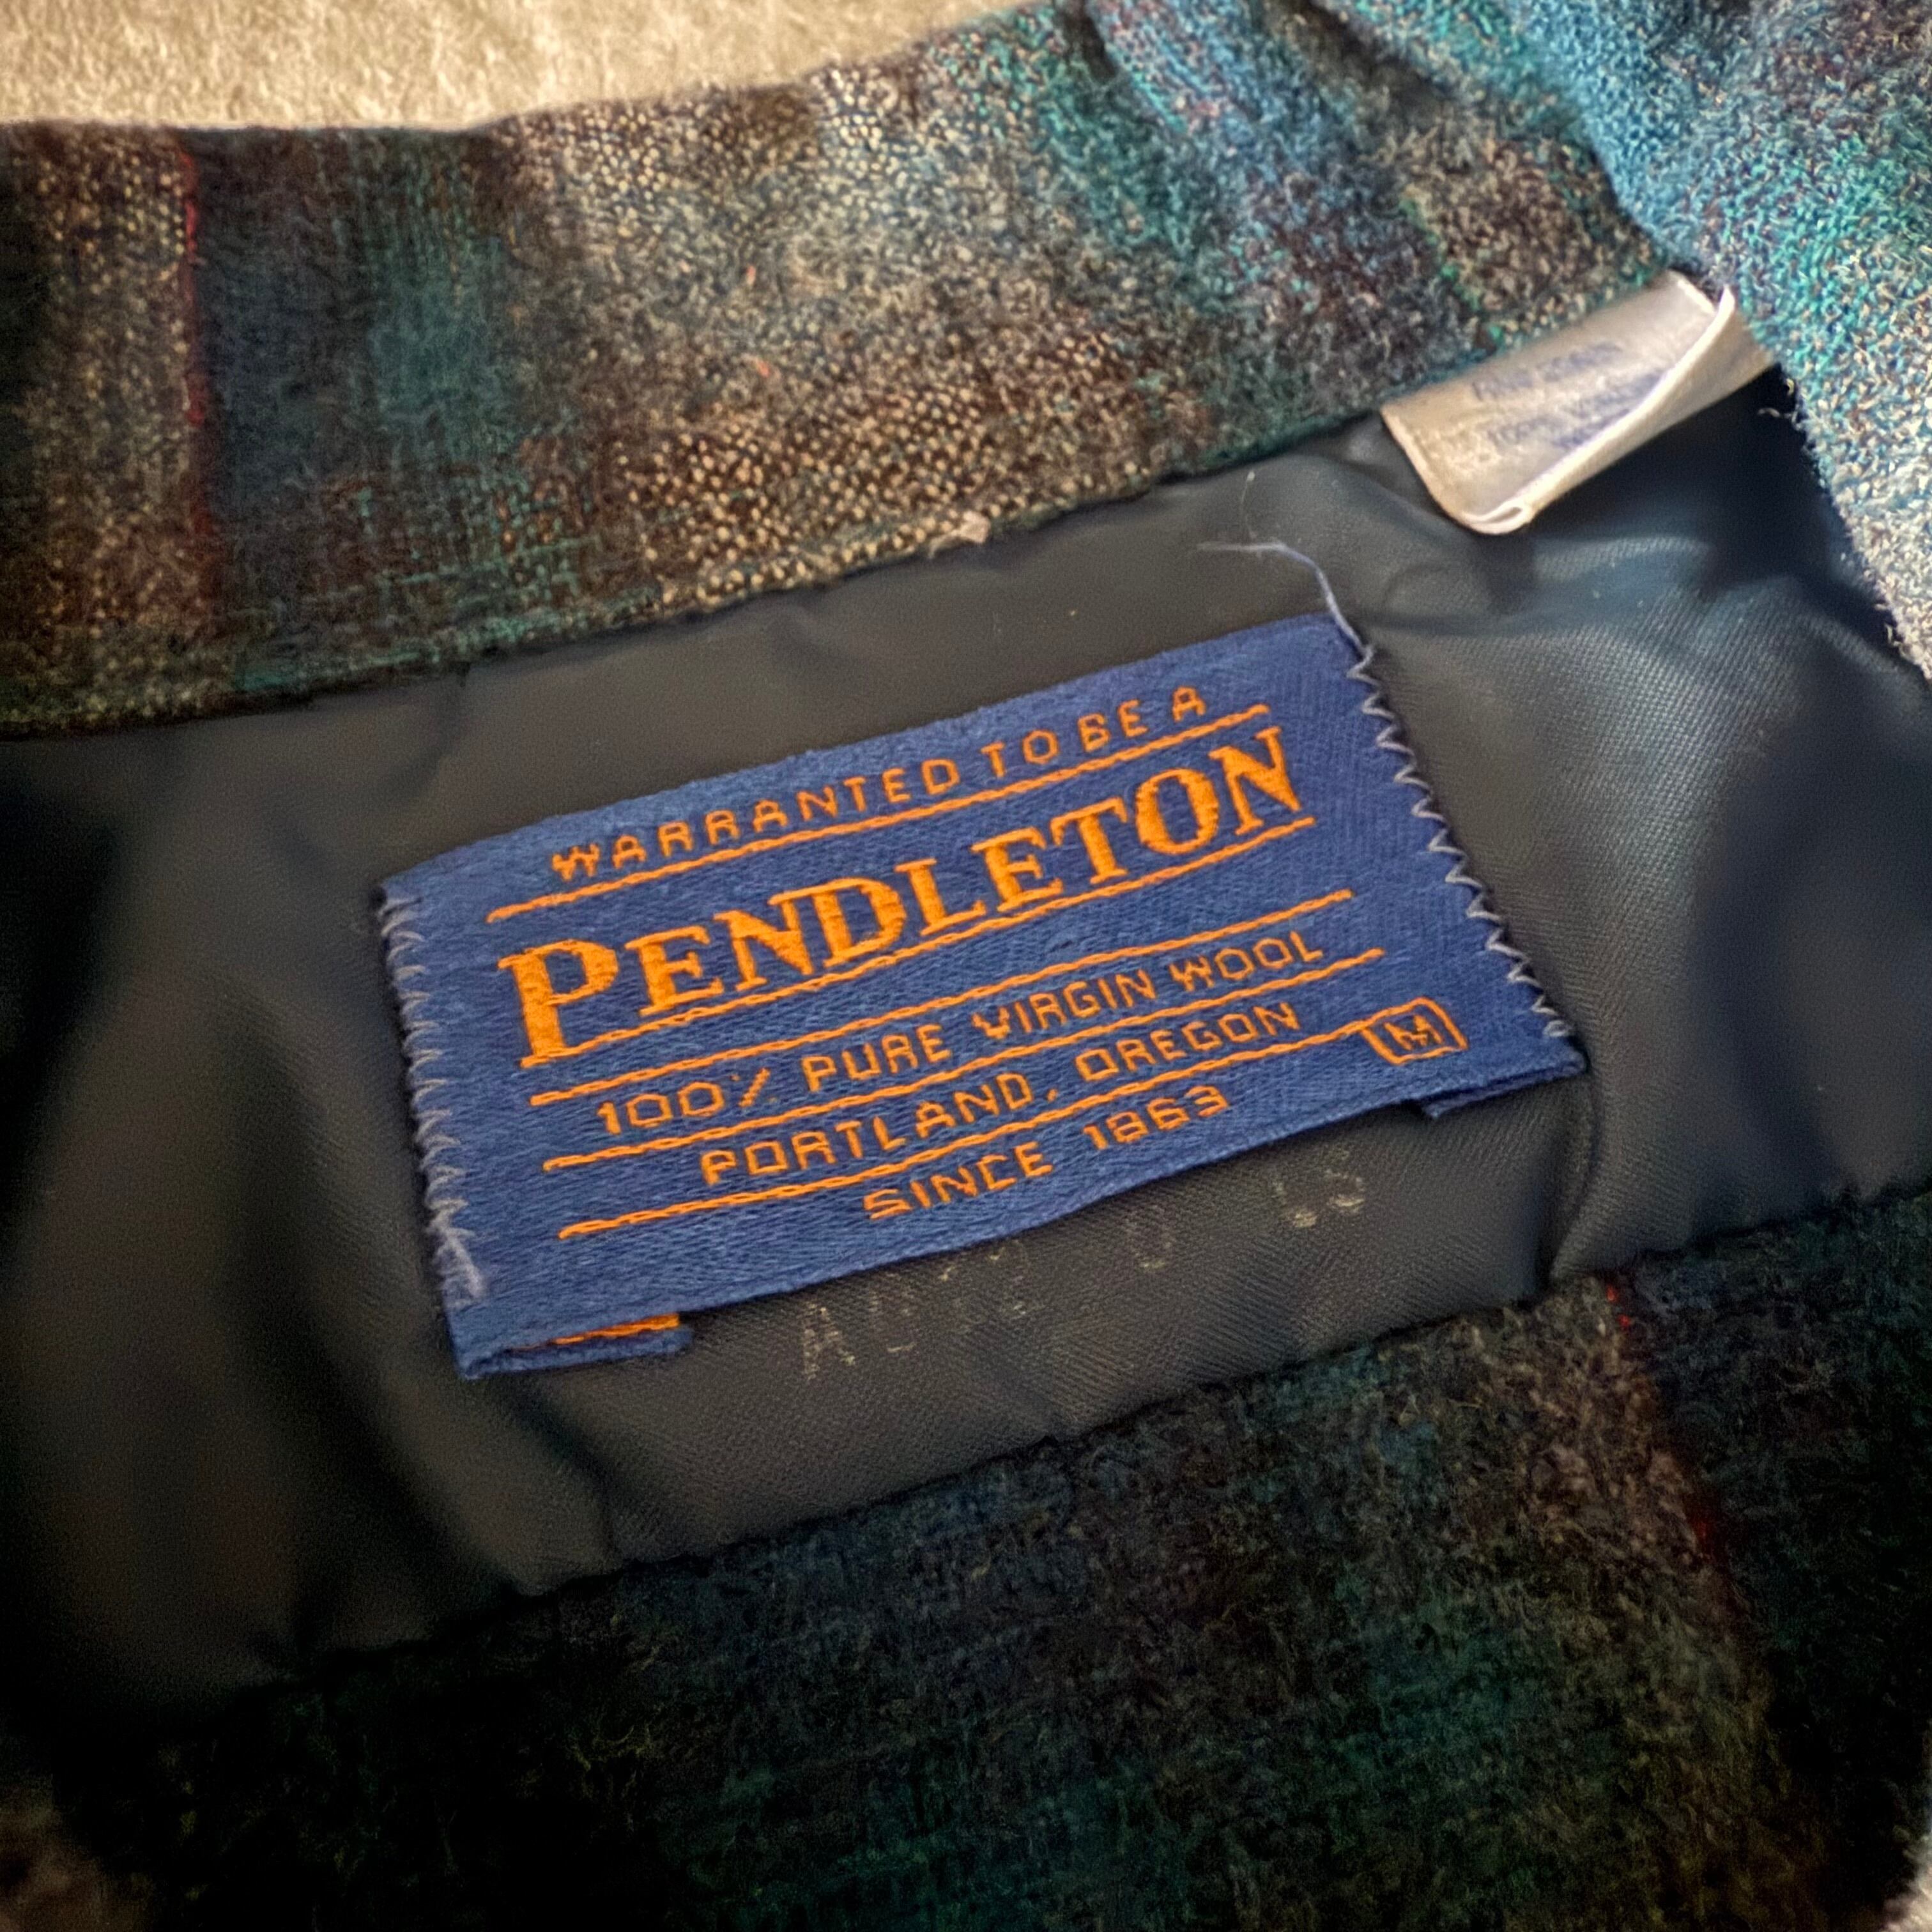 WARRANTED TO BE A
PENDLETON
100% PURE VIRGIN WOOL
PORTLAND, OREGON
M
SINCE 1863